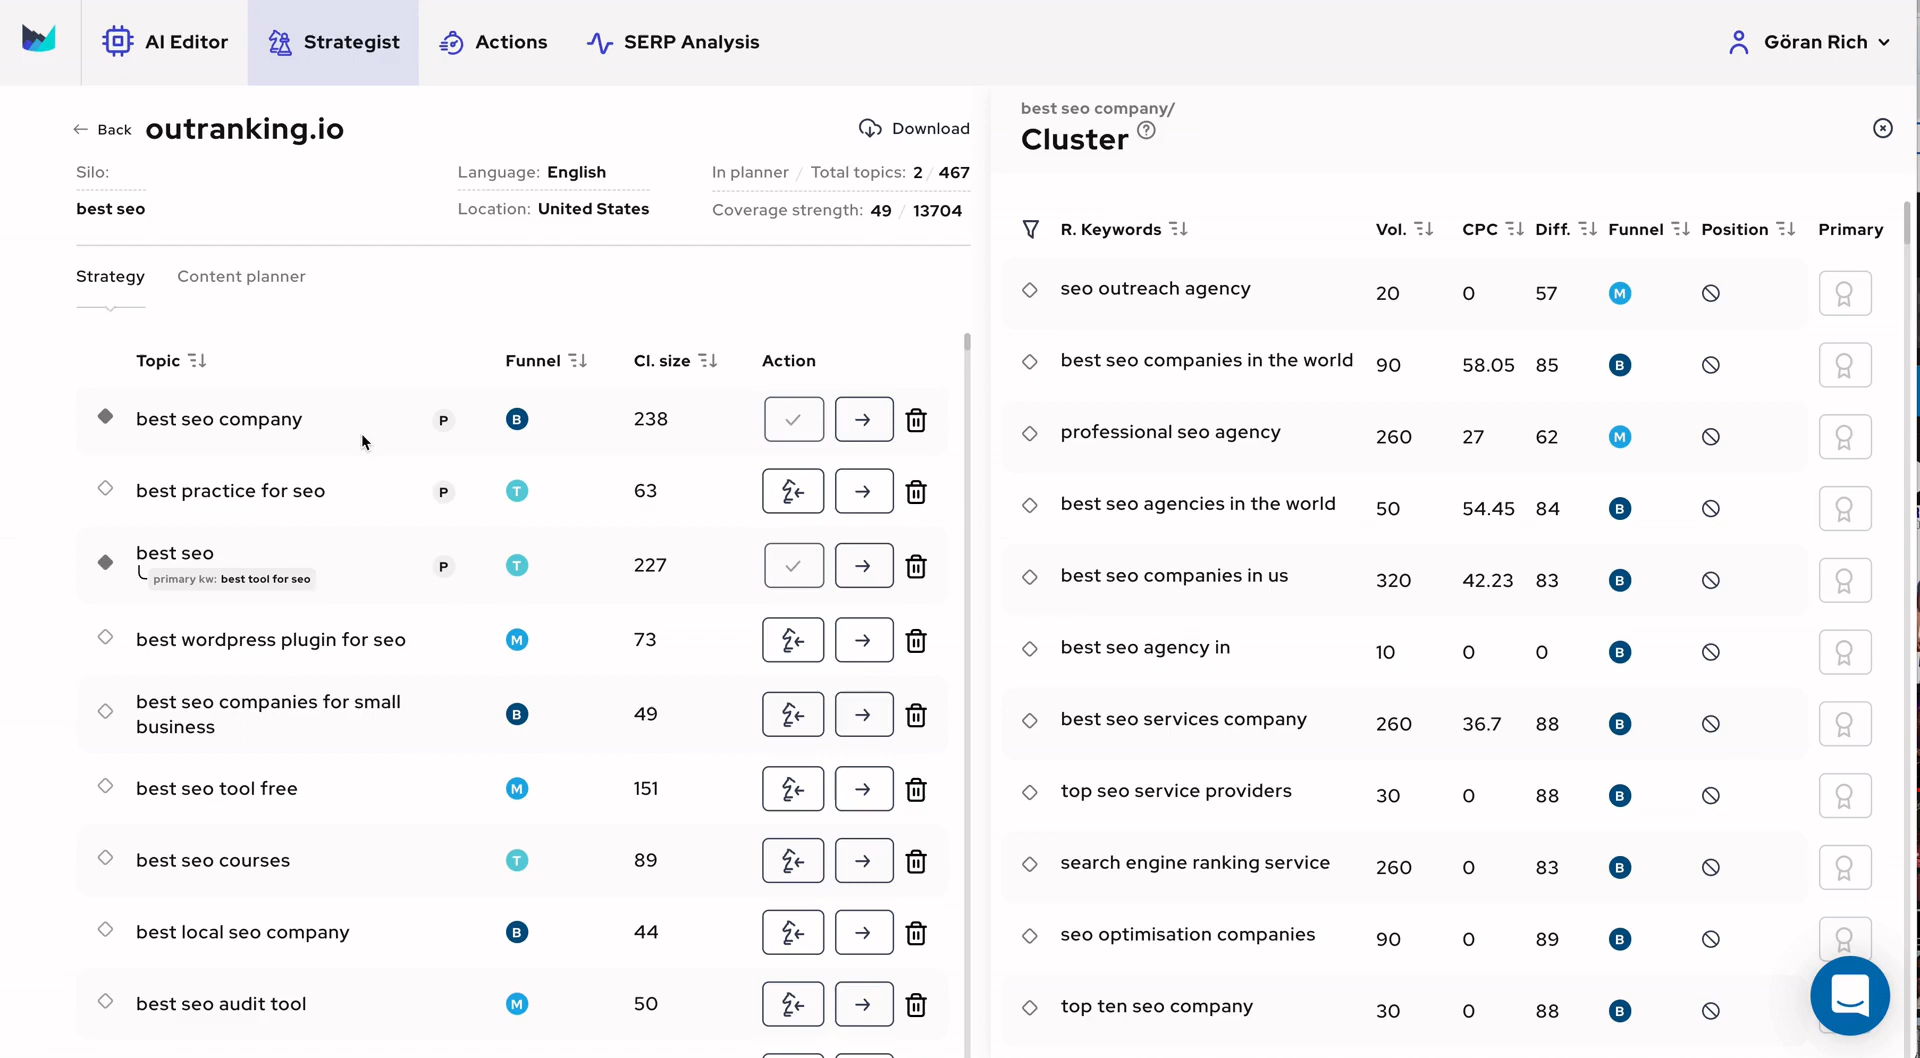 AI Editor
Strategist
Actions
SERP Analysis
Göran Rich
Back
outranking.io
Download
Silo:
best seo
Language: English
Location: United States
In planner / Total topics: 2 / 467
Coverage strength: 49 / 13704
Strategy
Content planner
Topic Funnel Cl. size Action
best seo company P B 238
best practice for seo P T 63
best seo P T 227
primary kw: best tool for seo
best wordpress plugin for seo M 73
best seo companies for small
business B 49
best seo tool free M 151
best seo courses T 89
best local seo company B 44
best seo audit tool M 50
best seo company/
Cluster ?
R. Keywords Vol. CPC Diff. Funnel Position Primary
seo outreach agency 20 0 57 M
best seo companies in the world 90 58.05 85 B
professional seo agency 260 27 62 M
best seo agencies in the world 50 54.45 84 B
best seo companies in us 320 42.23 83 B
best seo agency in 10 0 0 B
best seo services company 260 36.7 88 B
top seo service providers 30 0 88 B
search engine ranking service 260 0 83 B
seo optimisation companies 90 0 89 B
top ten seo company 30 0 88 B